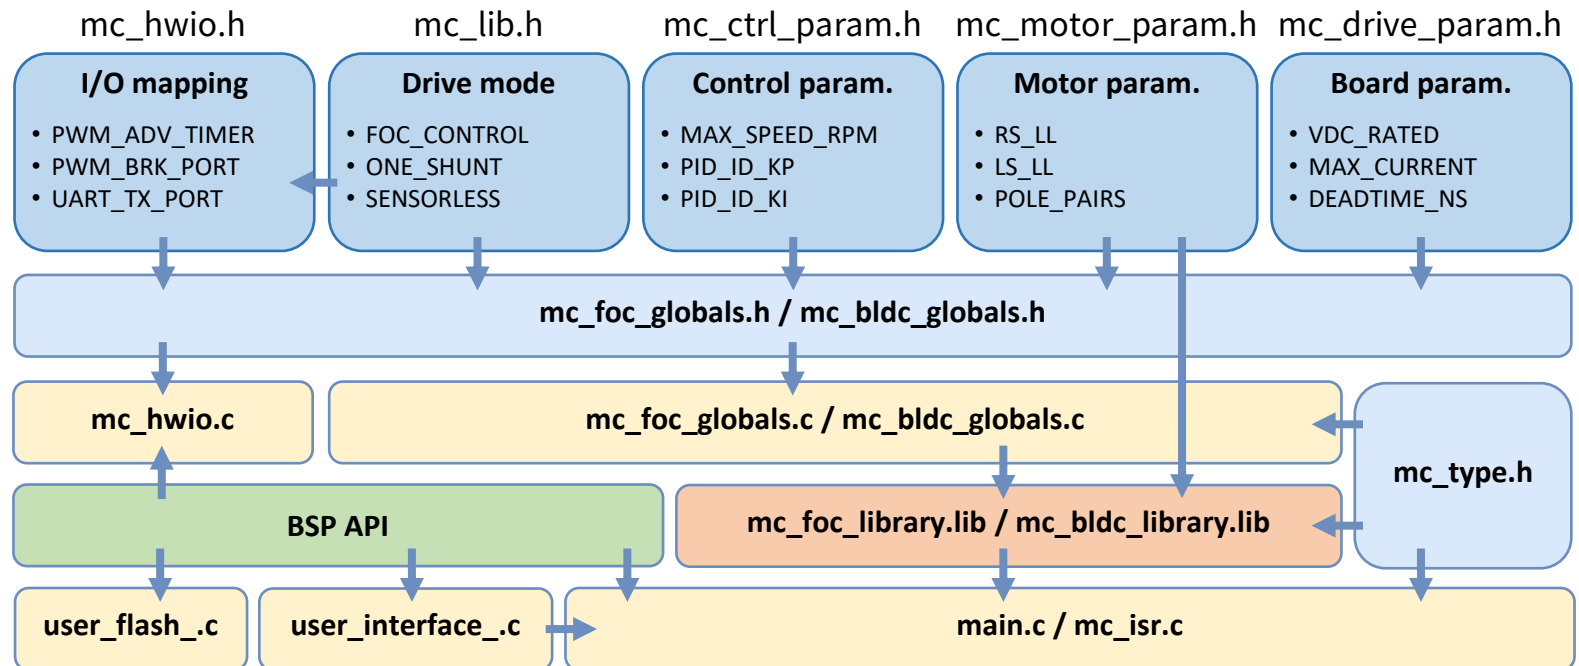 mc_hwio.h
mc_lib.h
mc_ctrl_param.h
mc_motor_param.h
mc_drive_param.h
I/O mapping
• PWM_ADV_TIMER
• PWM_BRK_PORT
• UART_TX_PORT
Drive mode
• FOC_CONTROL
• ONE_SHUNT
• SENSORLESS
Control param.
• MAX_SPEED_RPM
• PID_ID_KP
• PID_ID_KI
Motor param.
• RS_LL
• LS_LL
• POLE_PAIRS
Board param.
• VDC_RATED
• MAX_CURRENT
• DEADTIME_NS
mc_foc_globals.h / mc_bldc_globals.h
mc_hwio.c
mc_foc_globals.c / mc_bldc_globals.c
mc_type.h
BSP API
mc_foc_library.lib / mc_bldc_library.lib
user_flash_.c
user_interface_.c
main.c / mc_isr.c